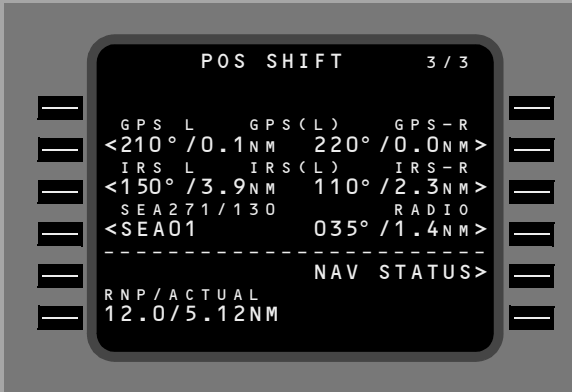 POS SHIFT 3/3
GPS L GPS(L) GPS-R
<210°/0.1NM 220°/0.0NM>
IRS L IRS(L) IRS-R
<150°/3.9NM 110°/2.3NM>
SEA271/130 RADIO
<SEA01 035°/1.4NM>
------------------------
NAV STATUS>
RNP/ACTUAL
12.0/5.12NM